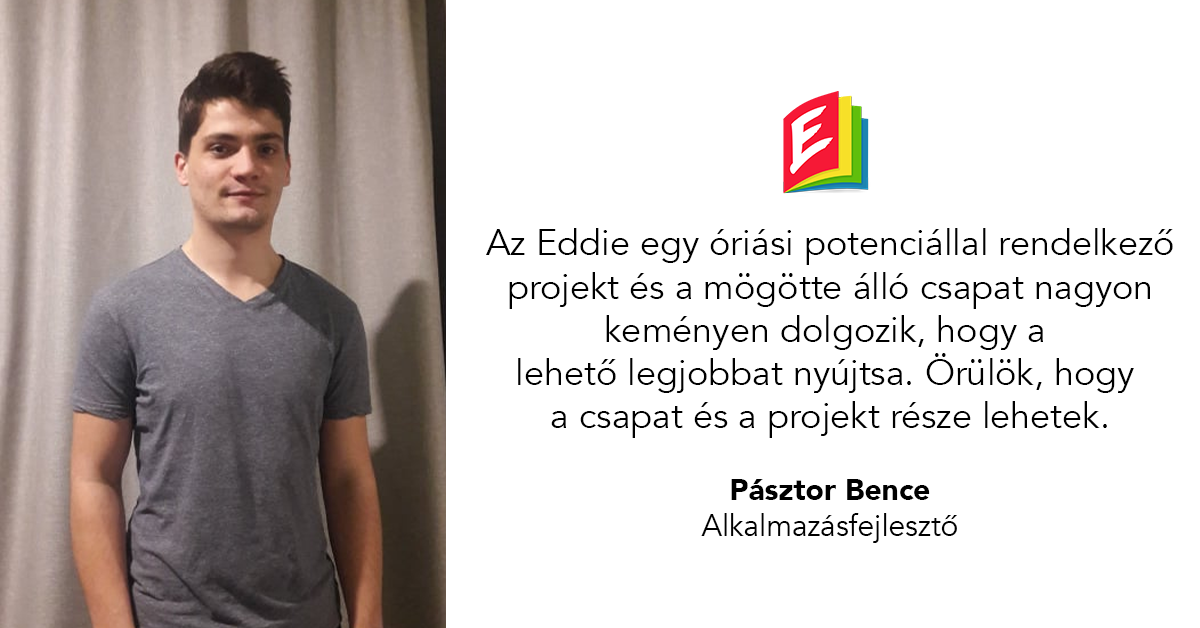 E
Az Eddie egy óriási potenciállal rendelkező
projekt és a mögötte álló csapat nagyon
keményen dolgozik, hogy a
lehető legjobbat nyújtsa. Örülök, hogy
a csapat és a projekt része lehetek.
Pásztor Bence
Alkalmazásfejlesztő